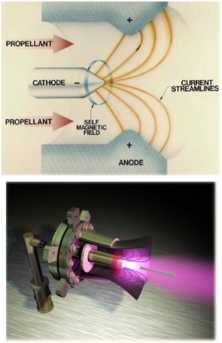 +
PROPELLANT
CATHODE
−
CURRENT
STREAMLINES
PROPELLANT
SELF
MAGNETIC
FIELD
+
ANODE